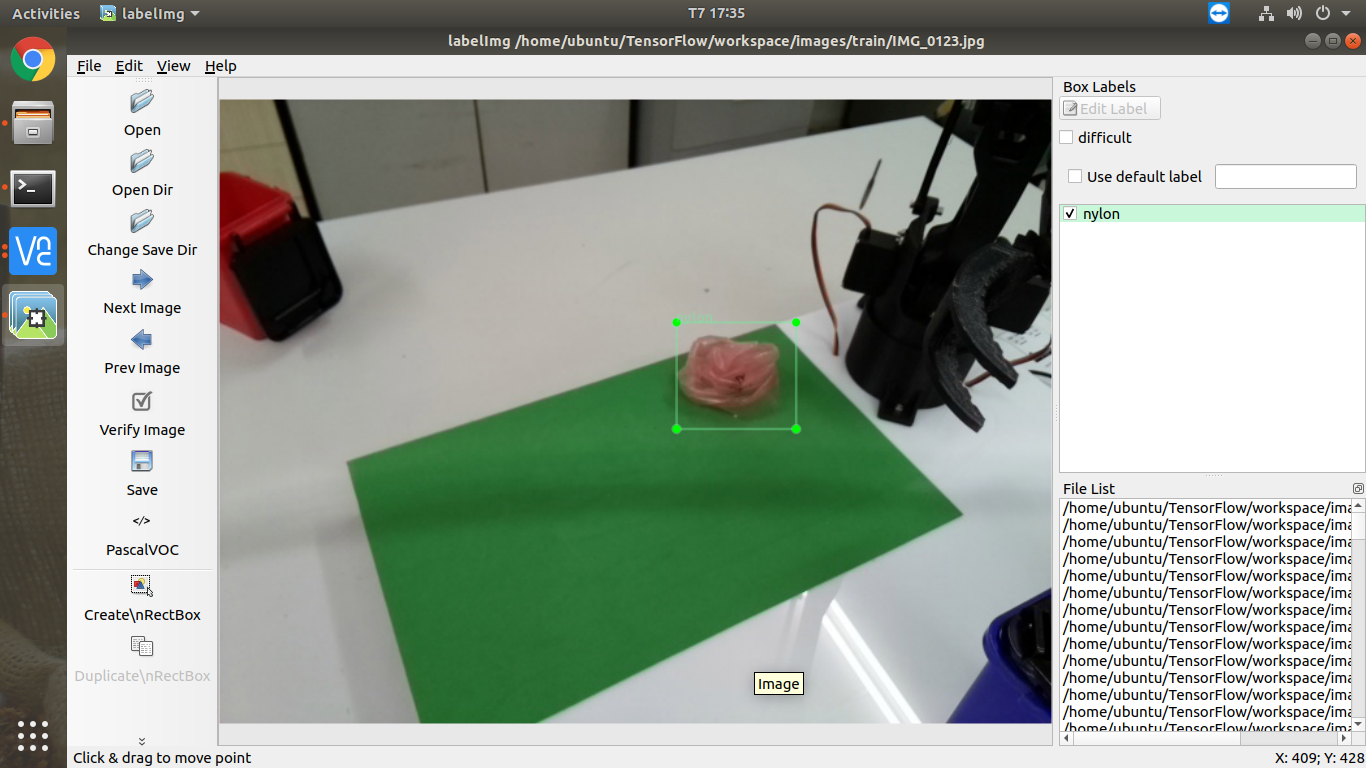 Activities labelImg T7 17:35
labelImg /home/ubuntu/TensorFlow/workspace/images/train/IMG_0123.jpg
File Edit View Help
Open
Open Dir
Change Save Dir
Next Image
Prev Image
Verify Image
Save
</>
PascalVOC
Create\nRectBox
Duplicate\nRectBox
nylon
Image
Box Labels
Edit Label
difficult
Use default label
nylon
File List
/home/ubuntu/TensorFlow/workspace/ima
/home/ubuntu/TensorFlow/workspace/ima
/home/ubuntu/TensorFlow/workspace/ima
/home/ubuntu/TensorFlow/workspace/ima
/home/ubuntu/TensorFlow/workspace/ima
/home/ubuntu/TensorFlow/workspace/ima
/home/ubuntu/TensorFlow/workspace/ima
/home/ubuntu/TensorFlow/workspace/ima
/home/ubuntu/TensorFlow/workspace/ima
/home/ubuntu/TensorFlow/workspace/ima
/home/ubuntu/TensorFlow/workspace/ima
/home/ubuntu/TensorFlow/workspace/ima
/home/ubuntu/TensorFlow/workspace/ima
/home/ubuntu/TensorFlow/workspace/ima
Click & drag to move point
X: 409; Y: 428